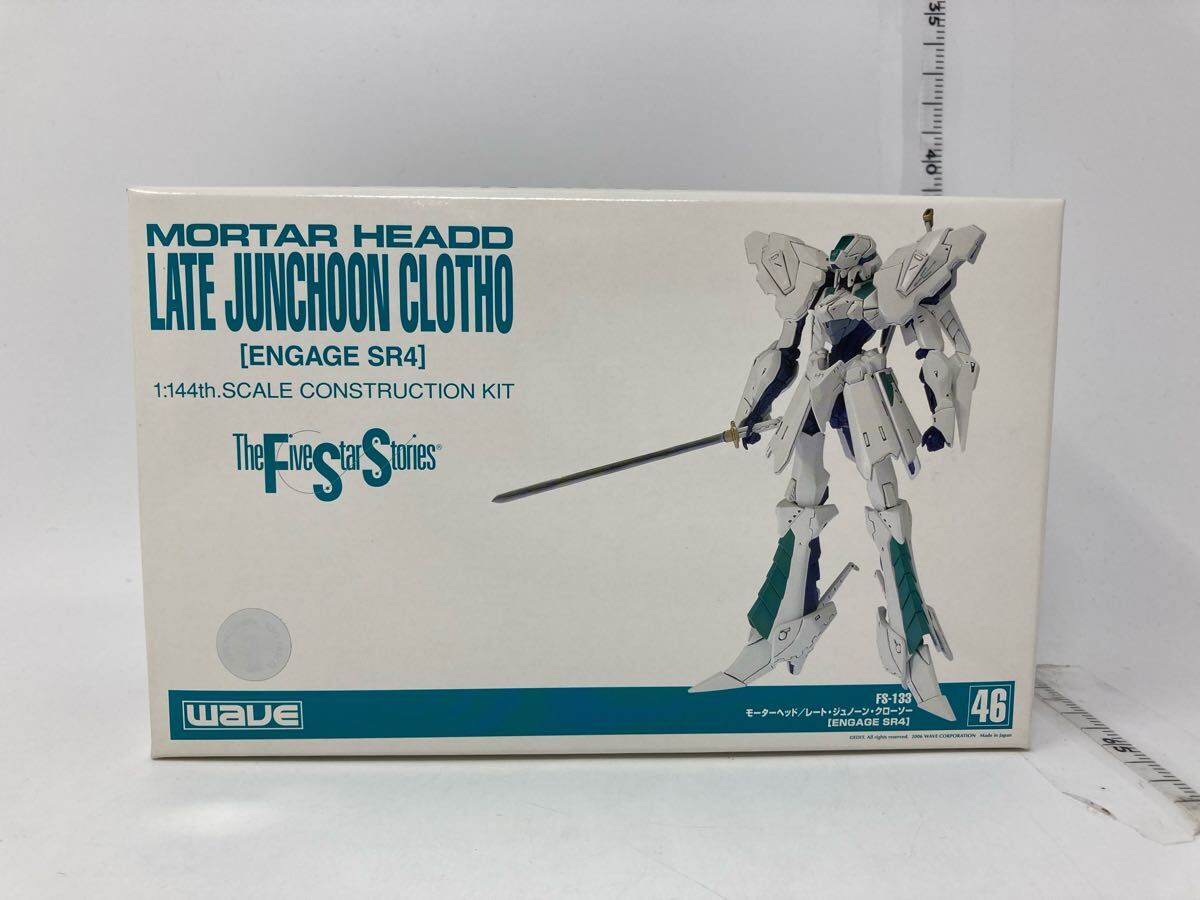 MORTAR HEADD
LATE JUNCHOON CLOTHO
[ENGAGE SR4]
1:144th.SCALE CONSTRUCTION KIT
The Five Star Stories®
WAVE
FS-133
モーターヘッド/レート・ジュノーン・クローソー
[ENGAGE SR4]
46
©EDIT, All rights reserved. 2006 WAVE CORPORATION Made in Japan
35
40